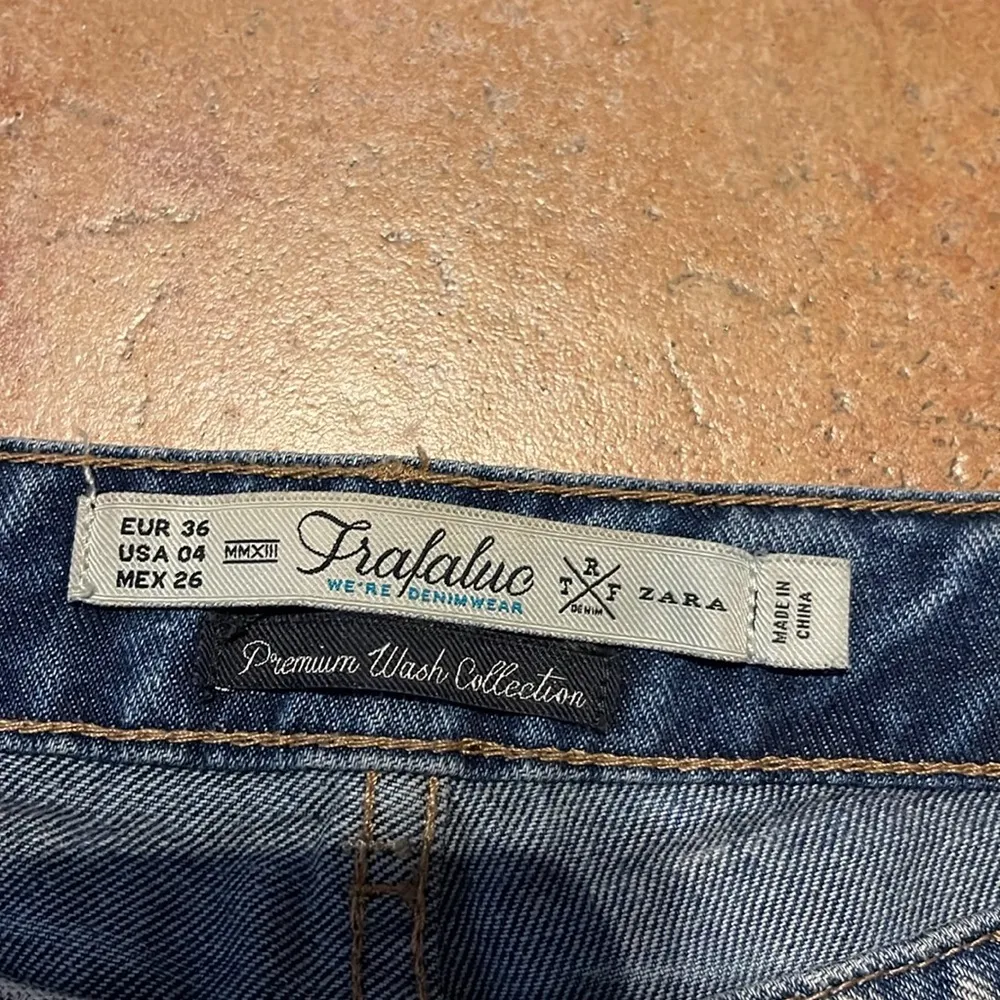 EUR 36
USA 04
MEX 26
MMXIII
Trafaluc
WE'RE DENIMWEAR
T R F
DENIM
ZARA
MADE IN
CHINA
Premium Wash Collection